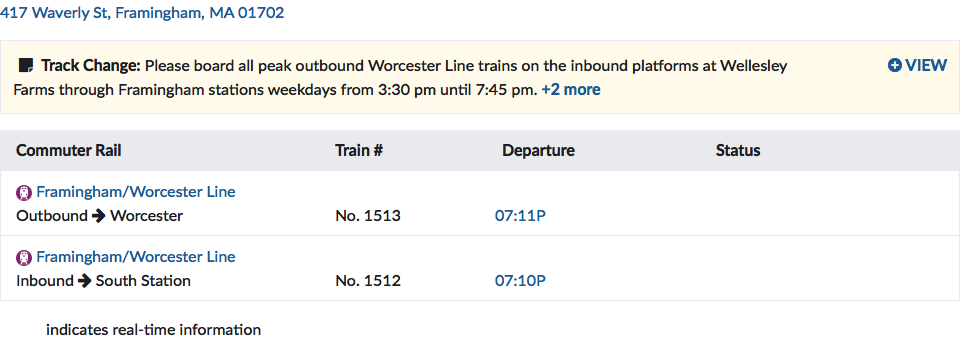 417 Waverly St, Framingham, MA 01702
Track Change: Please board all peak outbound Worcester Line trains on the inbound platforms at Wellesley
Farms through Framingham stations weekdays from 3:30 pm until 7:45 pm. +2 more
VIEW
Commuter Rail Train # Departure Status
Framingham/Worcester Line
Outbound → Worcester No. 1513 07:11P
Framingham/Worcester Line
Inbound → South Station No. 1512 07:10P
indicates real-time information